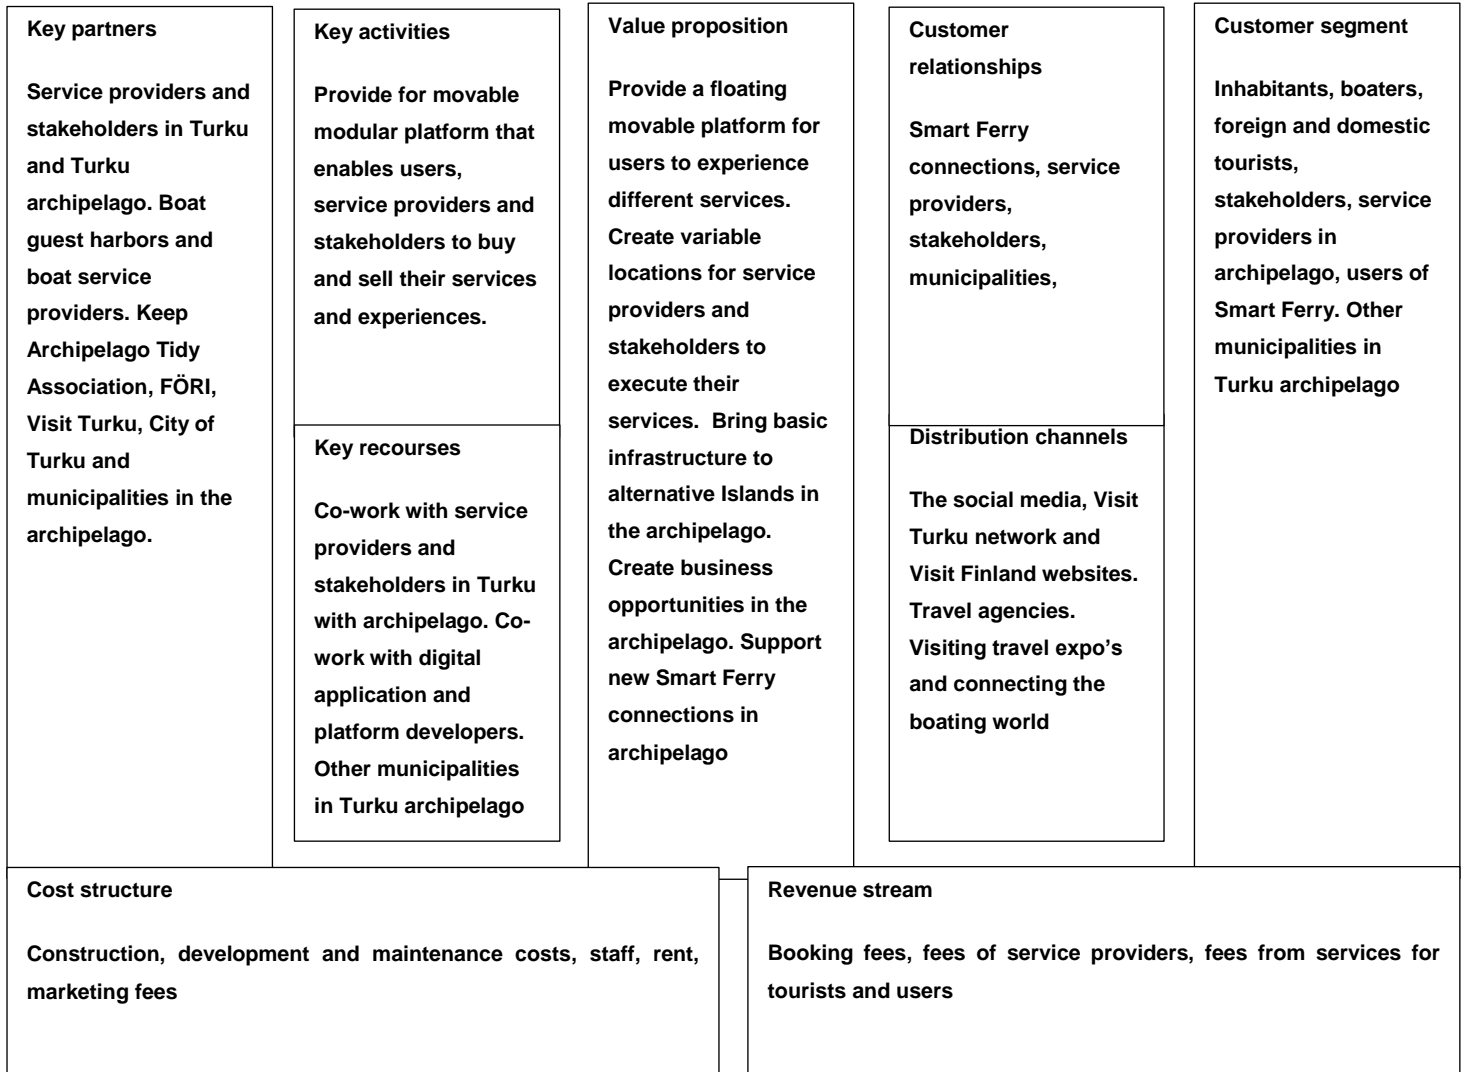 Key partners
Service providers and
stakeholders in Turku
and Turku
archipelago. Boat
guest harbors and
boat service
providers. Keep
Archipelago Tidy
Association, FÖRI,
Visit Turku, City of
Turku and
municipalities in the
archipelago.
Key activities
Provide for movable
modular platform that
enables users,
service providers and
stakeholders to buy
and sell their services
and experiences.
Key recourses
Co-work with service
providers and
stakeholders in Turku
with archipelago. Co-
work with digital
application and
platform developers.
Other municipalities
in Turku archipelago
Value proposition
Provide a floating
movable platform for
users to experience
different services.
Create variable
locations for service
providers and
stakeholders to
execute their
services.  Bring basic
infrastructure to
alternative Islands in
the archipelago.
Create business
opportunities in the
archipelago. Support
new Smart Ferry
connections in
archipelago
Customer
relationships
Smart Ferry
connections, service
providers,
stakeholders,
municipalities,
Distribution channels
The social media, Visit
Turku network and
Visit Finland websites.
Travel agencies.
Visiting travel expo’s
and connecting the
boating world
Customer segment
Inhabitants, boaters,
foreign and domestic
tourists,
stakeholders, service
providers in
archipelago, users of
Smart Ferry. Other
municipalities in
Turku archipelago
Cost structure
Construction, development and maintenance costs, staff, rent,
marketing fees
Revenue stream
Booking fees, fees of service providers, fees from services for
tourists and users